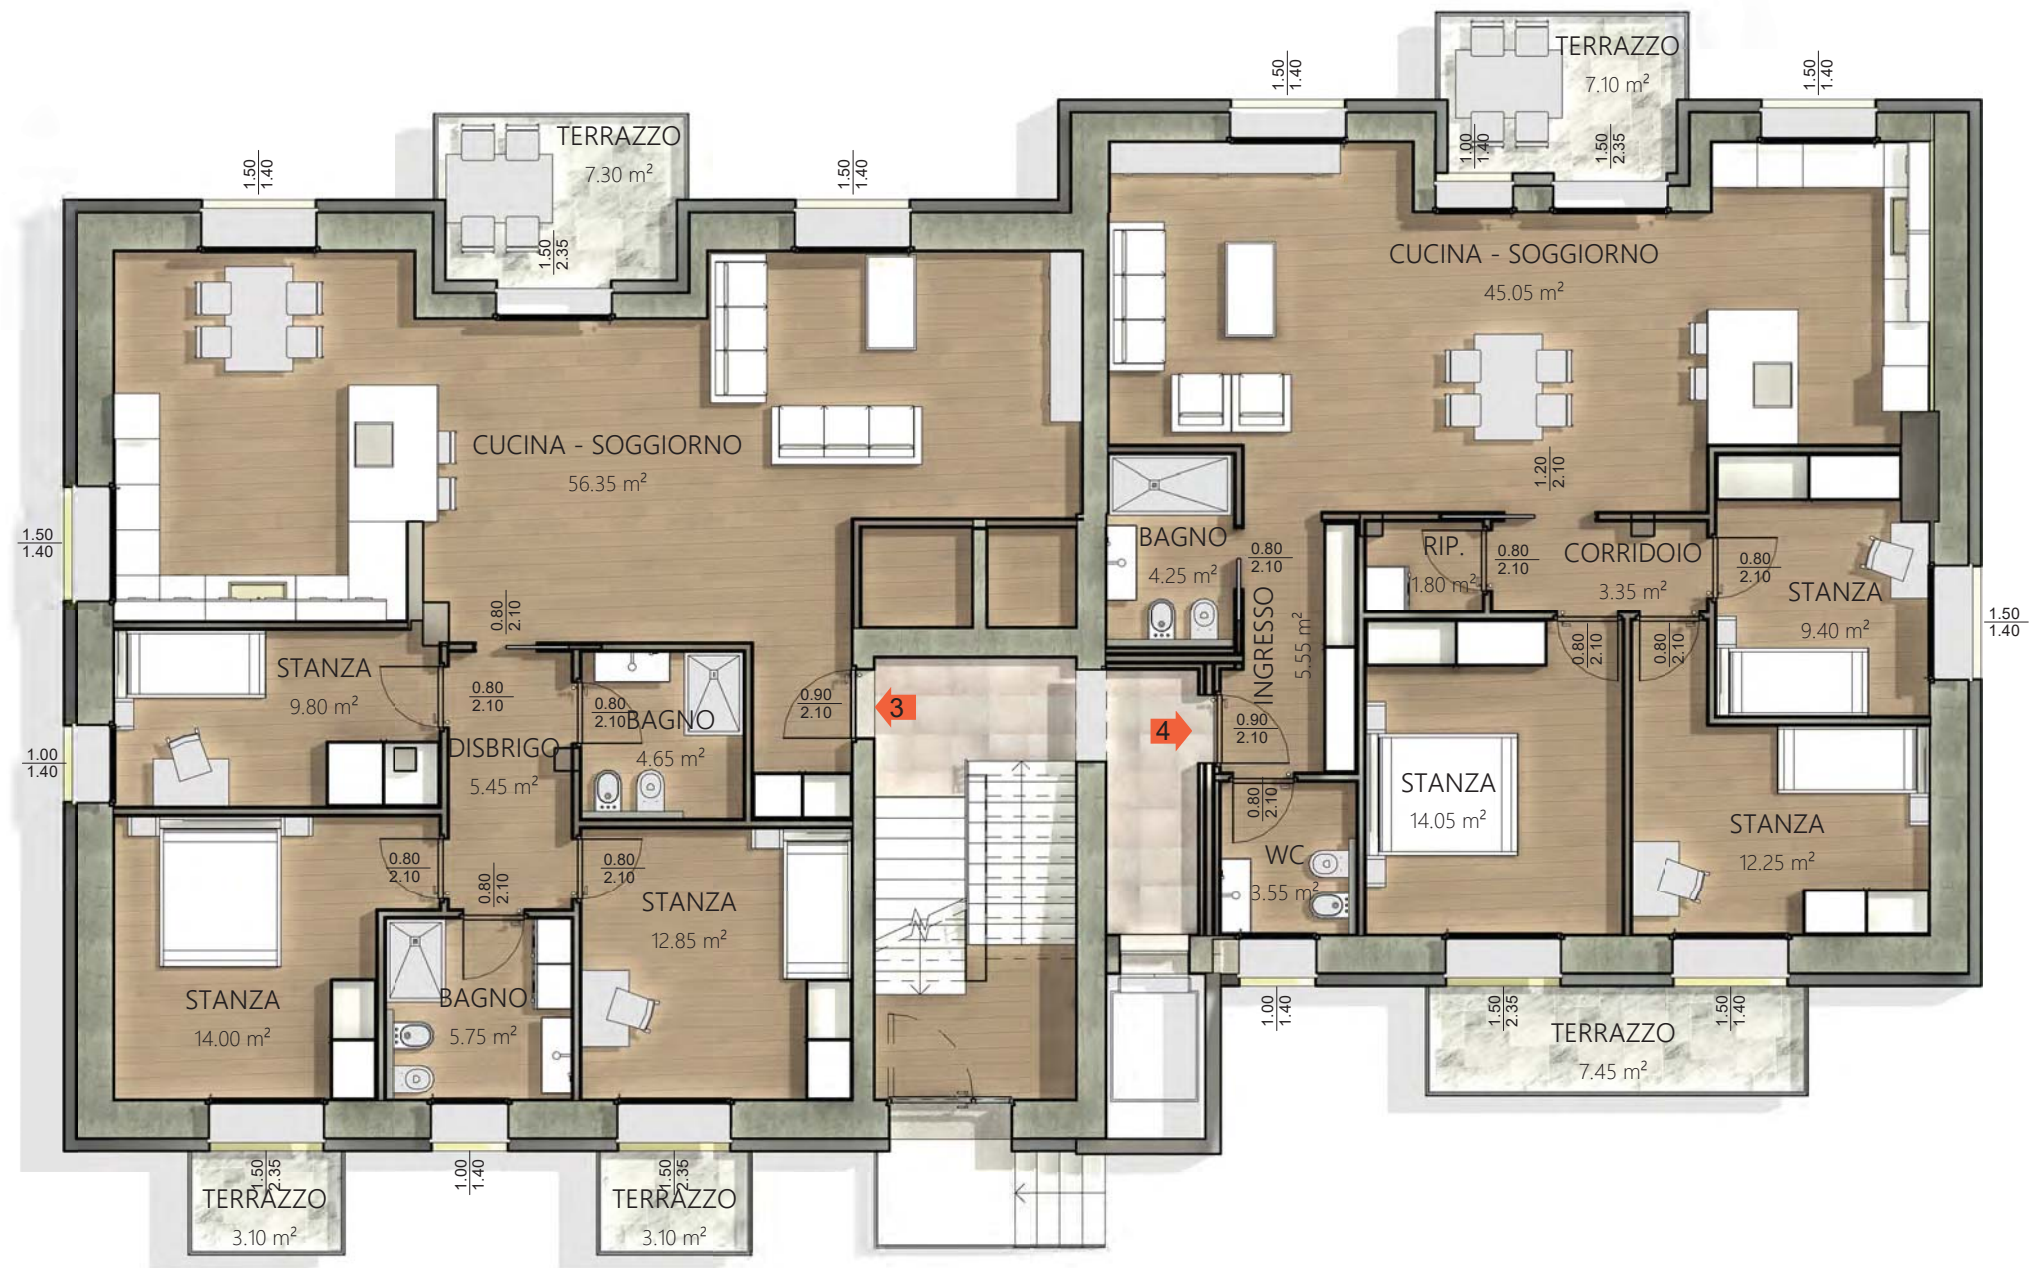 TERRAZZO
7.10 m²
1.50
1.40
1.50
1.40
1.00
1.40
1.50
2.35
TERRAZZO
7.30 m²
1.50
1.40
1.50
2.35
1.50
1.40
CUCINA - SOGGIORNO
45.05 m²
CUCINA - SOGGIORNO
56.35 m²
1.20
2.10
1.50
1.40
BAGNO
4.25 m²
0.80
2.10
RIP.
1.80 m²
0.80
2.10
CORRIDOIO
3.35 m²
0.80
2.10
STANZA
9.40 m²
1.50
1.40
INGRESSO
5.55 m²
0.80
2.10
0.80
2.10
0.80
2.10
STANZA
9.80 m²
0.80
2.10
0.80
2.10
BAGNO
4.65 m²
0.90
2.10
3
4
0.90
2.10
DISBRIGO
5.45 m²
1.00
1.40
0.80
2.10
WC
3.55 m²
STANZA
14.05 m²
STANZA
12.25 m²
0.80
2.10
0.80
2.10
0.80
2.10
STANZA
12.85 m²
STANZA
14.00 m²
BAGNO
5.75 m²
1.00
1.40
1.50
2.35
1.50
1.40
TERRAZZO
7.45 m²
1.50
2.35
TERRAZZO
3.10 m²
1.00
1.40
1.50
2.35
TERRAZZO
3.10 m²